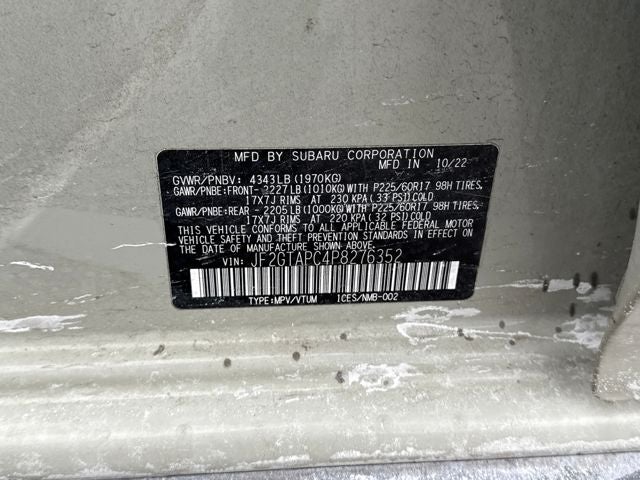 MFD BY SUBARU CORPORATION
MFD IN 10/22
GVWR/PNBV: 4343LB(1970KG)
GAWR/PNBE:FRONT- 2227LB(1010KG)WITH P225/60R17 98H TIRES,
17X7J RIMS AT 230 KPA(33 PSI)COLD
GAWR/PNBE:REAR - 2205LB(1000KG)WITH P225/60R17 98H TIRES,
17X7J RIMS AT 220 KPA(32 PSI)COLD
THIS VEHICLE CONFORMS TO ALL APPLICABLE FEDERAL MOTOR
VEHICLE SAFETY AND BUMPER STANDARDS IN EFFECT ON THE
DATE OF MANUFACTURE SHOWN ABOVE.
VIN: JF2GTAPC4P8276352
TYPE:MPV/VTUM ICES/NMB-002